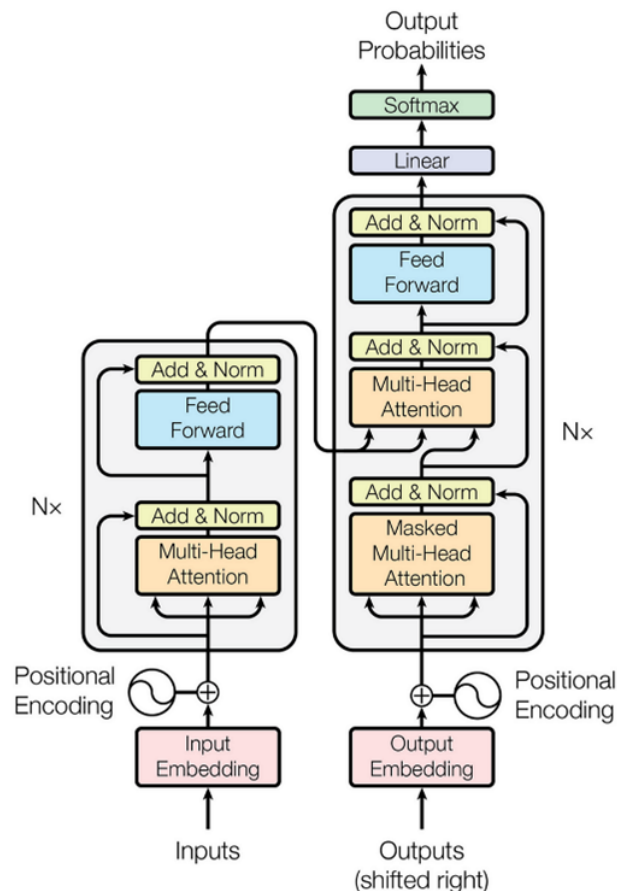 Output
Probabilities
Softmax
Linear
Add & Norm
Feed
Forward
Add & Norm
Multi-Head
Attention
N×
Add & Norm
Masked
Multi-Head
Attention
Add & Norm
Feed
Forward
N×
Add & Norm
Multi-Head
Attention
Positional
Encoding
Positional
Encoding
Input
Embedding
Output
Embedding
Inputs
Outputs
(shifted right)